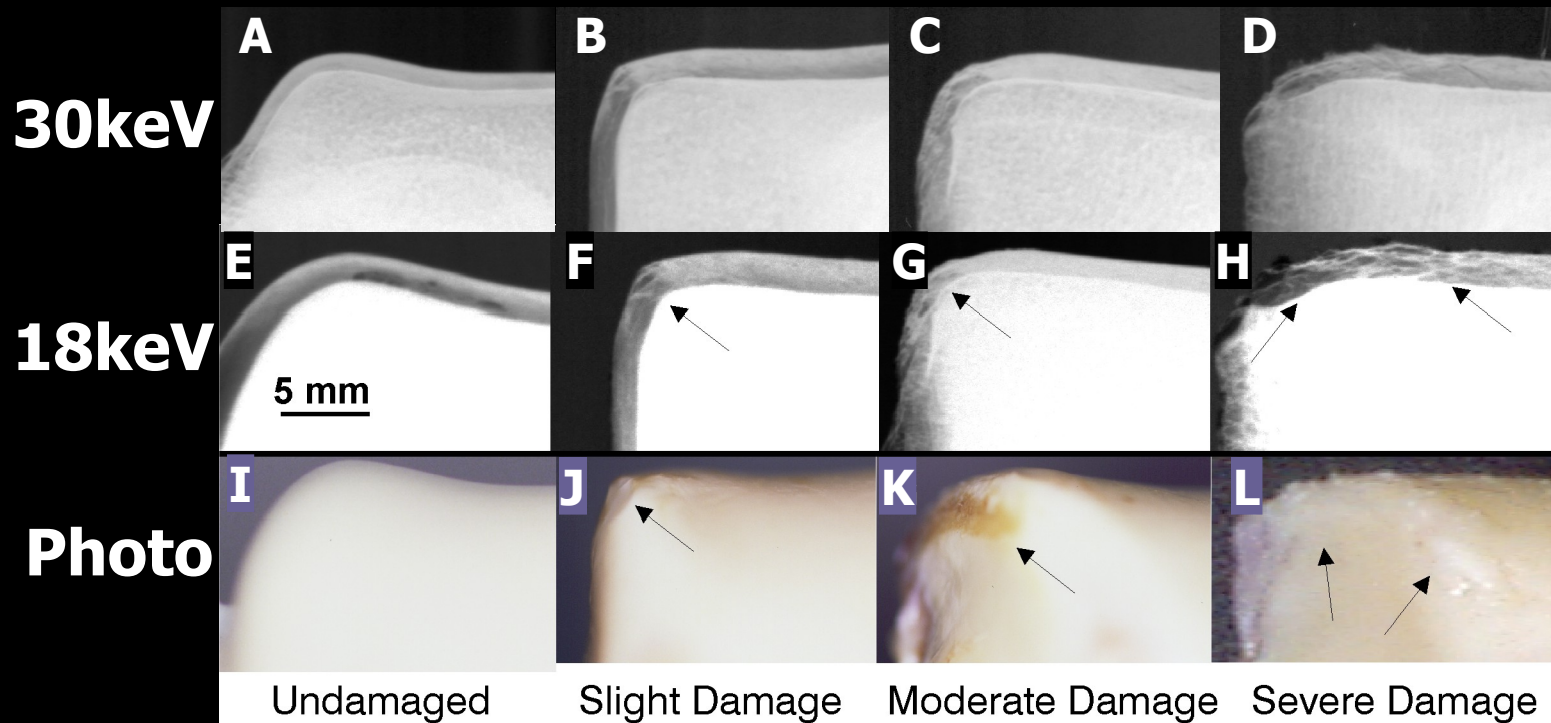 A B C D
30keV
E F G H
18keV
5 mm
I J K L
Photo
Undamaged Slight Damage Moderate Damage Severe Damage